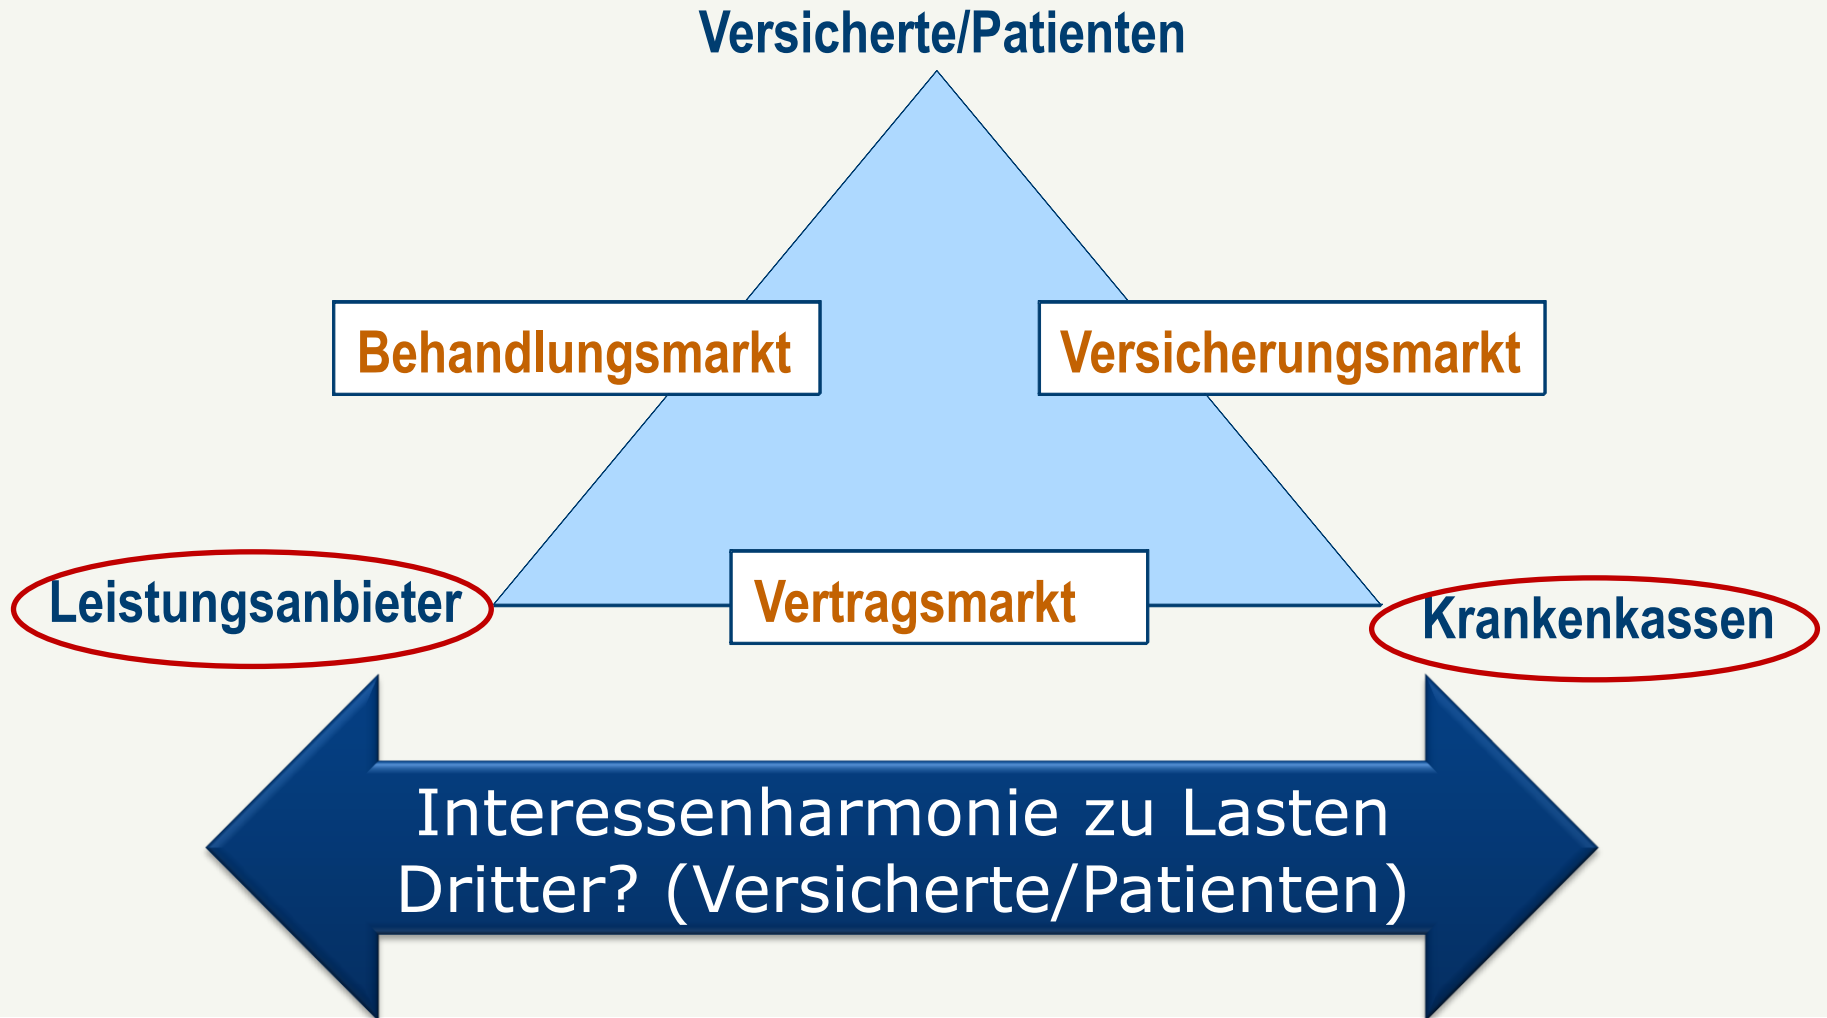 Versicherte/Patienten
Behandlungsmarkt
Versicherungsmarkt
Leistungsanbieter
Vertragsmarkt
Krankenkassen
Interessenharmonie zu Lasten
Dritter? (Versicherte/Patienten)